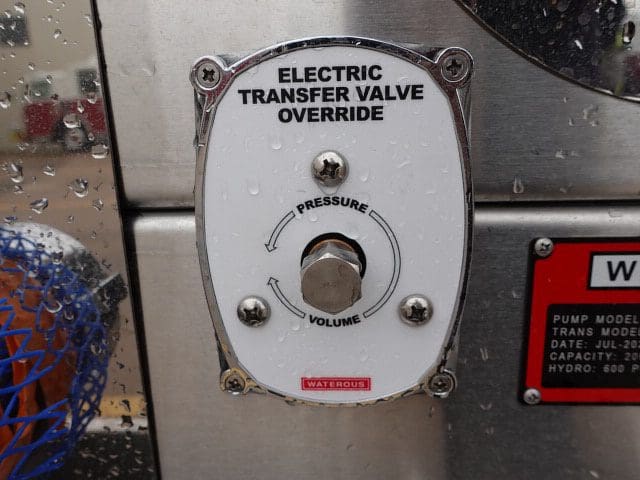 ELECTRIC
TRANSFER VALVE
OVERRIDE
PRESSURE
VOLUME
WATEROUS
W
PUMP MODEL
TRANS MODE
DATE: JUL-20
CAPACITY: 20
HYDRO: 600 P